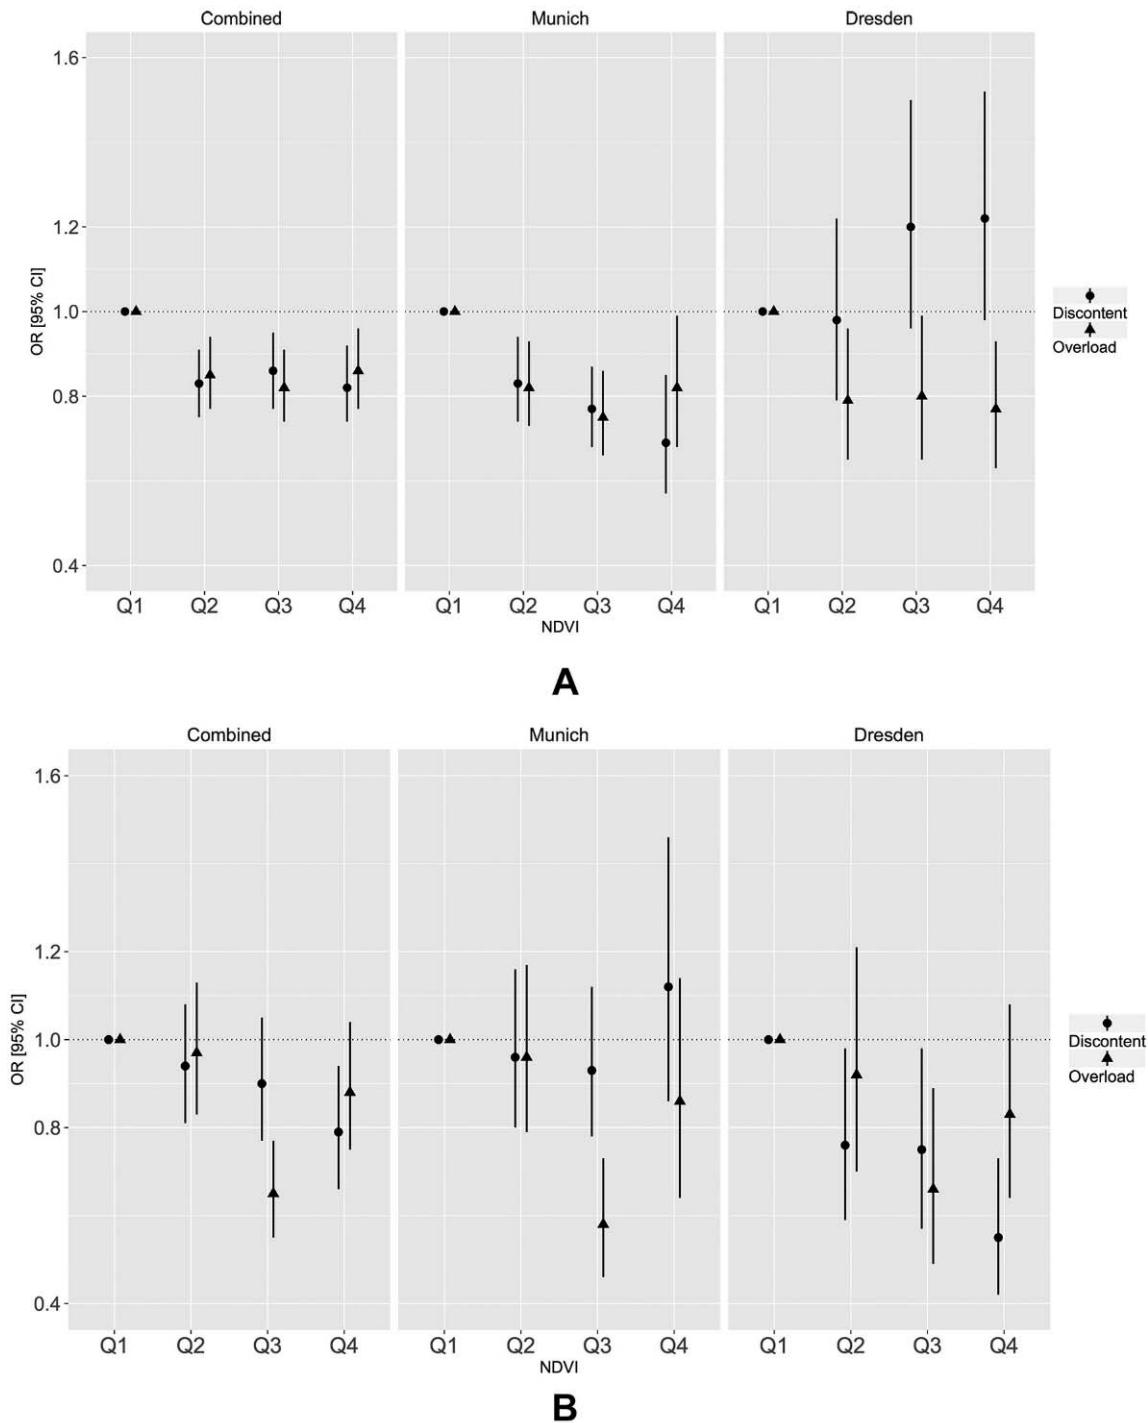 Combined Munich Dresden
1.6
1.2
1.0
0.8
0.4
OR [95% CI]
Discontent
Overload
Q1 Q2 Q3 Q4 Q1 Q2 Q3 Q4 Q1 Q2 Q3 Q4
NDVI
A
Combined Munich Dresden
1.6
1.2
1.0
0.8
0.4
OR [95% CI]
Discontent
Overload
Q1 Q2 Q3 Q4 Q1 Q2 Q3 Q4 Q1 Q2 Q3 Q4
NDVI
B